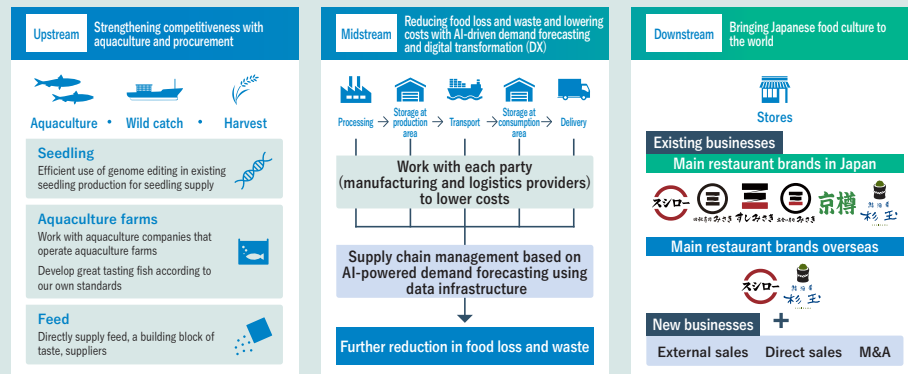 Upstream
Strengthening competitiveness with
aquaculture and procurement
Aquaculture • Wild catch • Harvest
Seedling
Efficient use of genome editing in existing
seedling production for seedling supply
Aquaculture farms
Work with aquaculture companies that
operate aquaculture farms
Develop great tasting fish according to
our own standards
Feed
Directly supply feed, a building block of
taste, suppliers
Midstream
Reducing food loss and waste and lowering
costs with AI-driven demand forecasting
and digital transformation (DX)
Processing
Storage at
production
area
Transport
Storage at
consumption
area
Delivery
Work with each party
(manufacturing and logistics providers)
to lower costs
Supply chain management based on
AI-powered demand forecasting using
data infrastructure
Further reduction in food loss and waste
Downstream
Bringing Japanese food culture to
the world
Stores
Existing businesses
Main restaurant brands in Japan
スシロー
みさき
すしみさき
みさき
京樽
杉玉
Main restaurant brands overseas
スシロー
杉玉
New businesses +
External sales Direct sales M&A